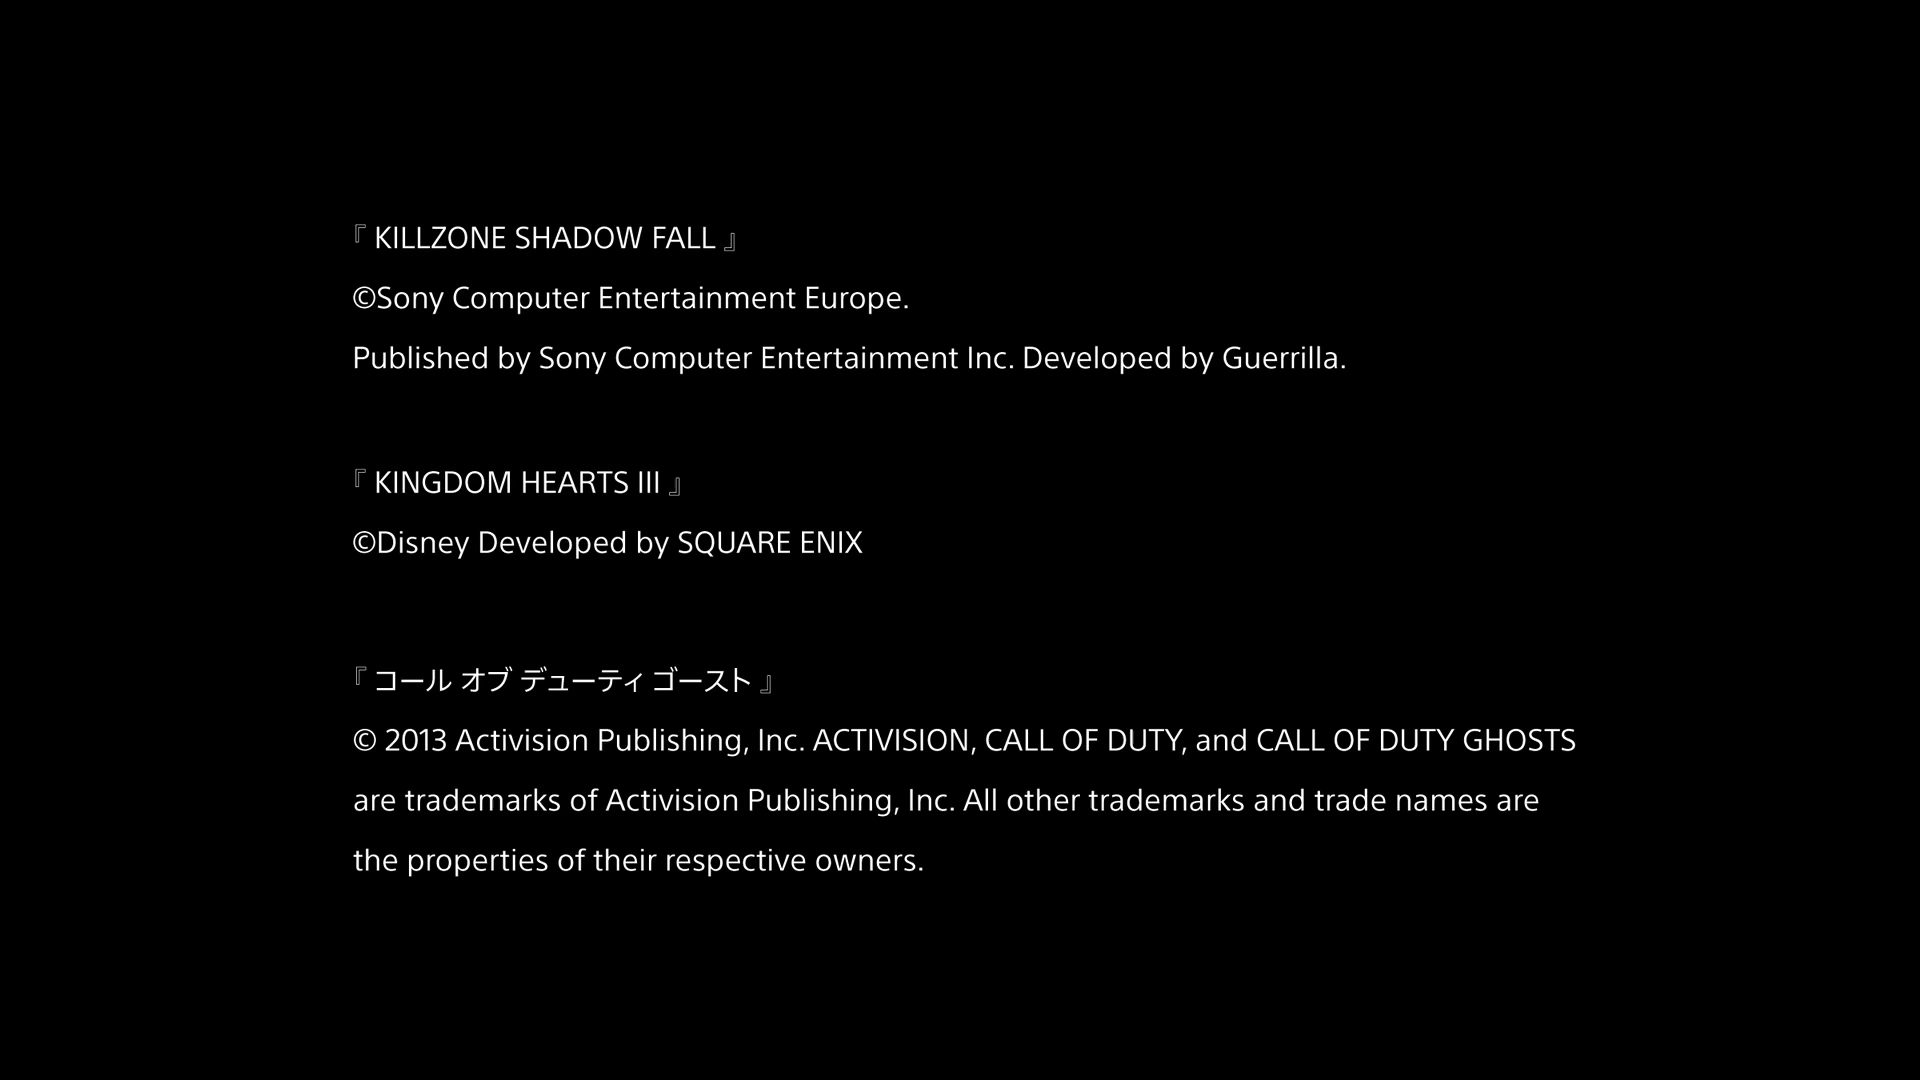 『 KILLZONE SHADOW FALL 』
©Sony Computer Entertainment Europe.
Published by Sony Computer Entertainment Inc. Developed by Guerrilla.
『 KINGDOM HEARTS III 』
©Disney Developed by SQUARE ENIX
『 コール オブ デューティ ゴースト 』
© 2013 Activision Publishing, Inc. ACTIVISION, CALL OF DUTY, and CALL OF DUTY GHOSTS
are trademarks of Activision Publishing, Inc. All other trademarks and trade names are
the properties of their respective owners.